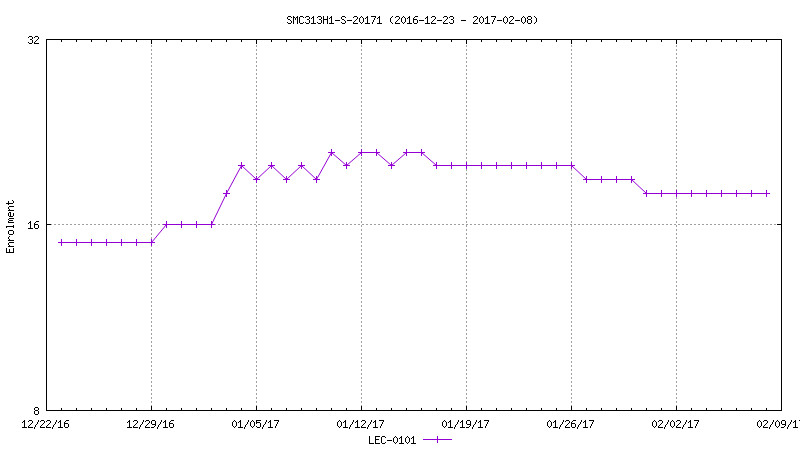 SMC313H1-S-20171 (2016-12-23 - 2017-02-08)
32
Enrolment
16
8
12/22/16 12/29/16 01/05/17 01/12/17 01/19/17 01/26/17 02/02/17 02/09/1
LEC-0101